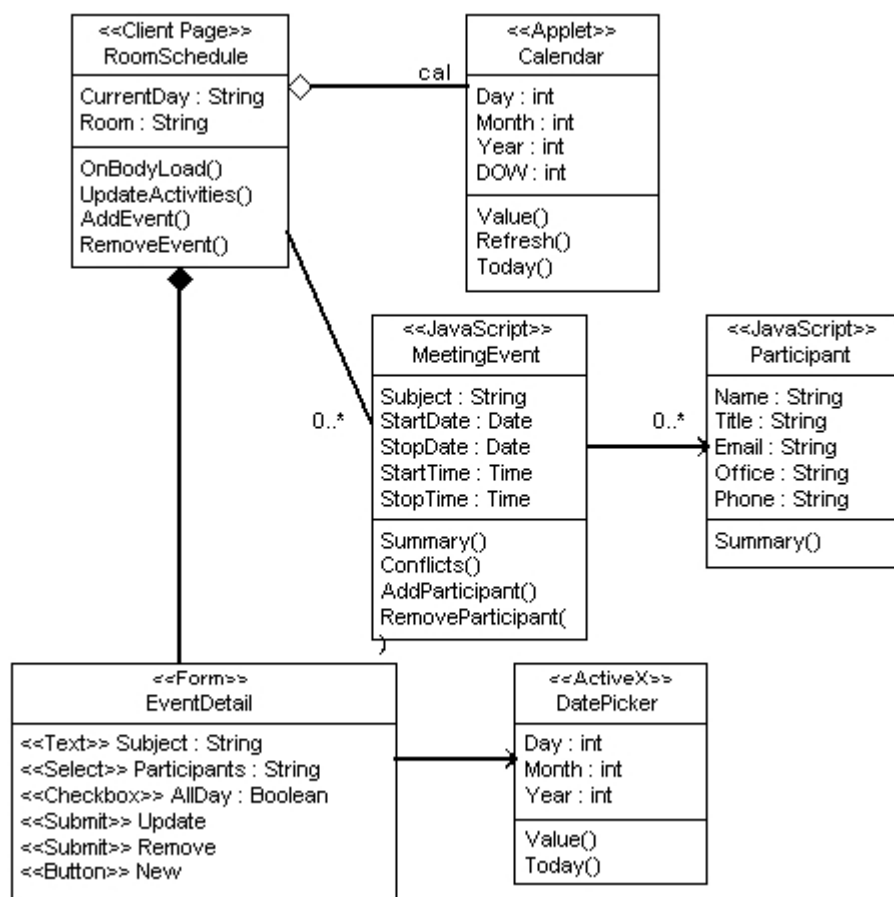 <<Client Page>>
RoomSchedule
CurrentDay : String
Room : String
OnBodyLoad()
UpdateActivities()
AddEvent()
RemoveEvent()
cal
<<Applet>>
Calendar
Day : int
Month : int
Year : int
DOW : int
Value()
Refresh()
Today()
0..*
<<JavaScript>>
MeetingEvent
Subject : String
StartDate : Date
StopDate : Date
StartTime : Time
StopTime : Time
Summary()
Conflicts()
AddParticipant()
RemoveParticipant(
)
0..*
<<JavaScript>>
Participant
Name : String
Title : String
Email : String
Office : String
Phone : String
Summary()
<<Form>>
EventDetail
<<Text>> Subject : String
<<Select>> Participants : String
<<Checkbox>> AllDay : Boolean
<<Submit>> Update
<<Submit>> Remove
<<Button>> New
<<ActiveX>>
DatePicker
Day : int
Month : int
Year : int
Value()
Today()